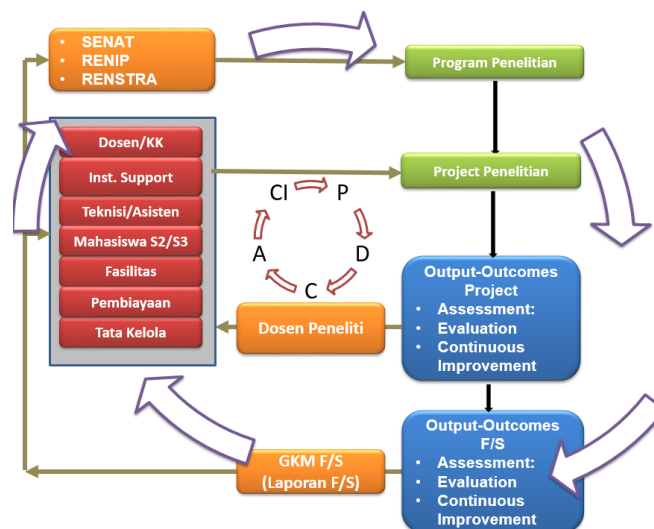 • SENAT
• RENIP
• RENSTRA
Program Penelitian
Dosen/KK
Inst. Support
Teknisi/Asisten
Mahasiswa S2/S3
Fasilitas
Pembiayaan
Tata Kelola
Project Penelitian
CI
P
A
D
C
Dosen Peneliti
Output-Outcomes
Project
• Assessment:
• Evaluation
• Continuous
Improvement
GKM F/S
(Laporan F/S)
Output-Outcomes
F/S
• Assessment:
• Evaluation
• Continuous
Improvement